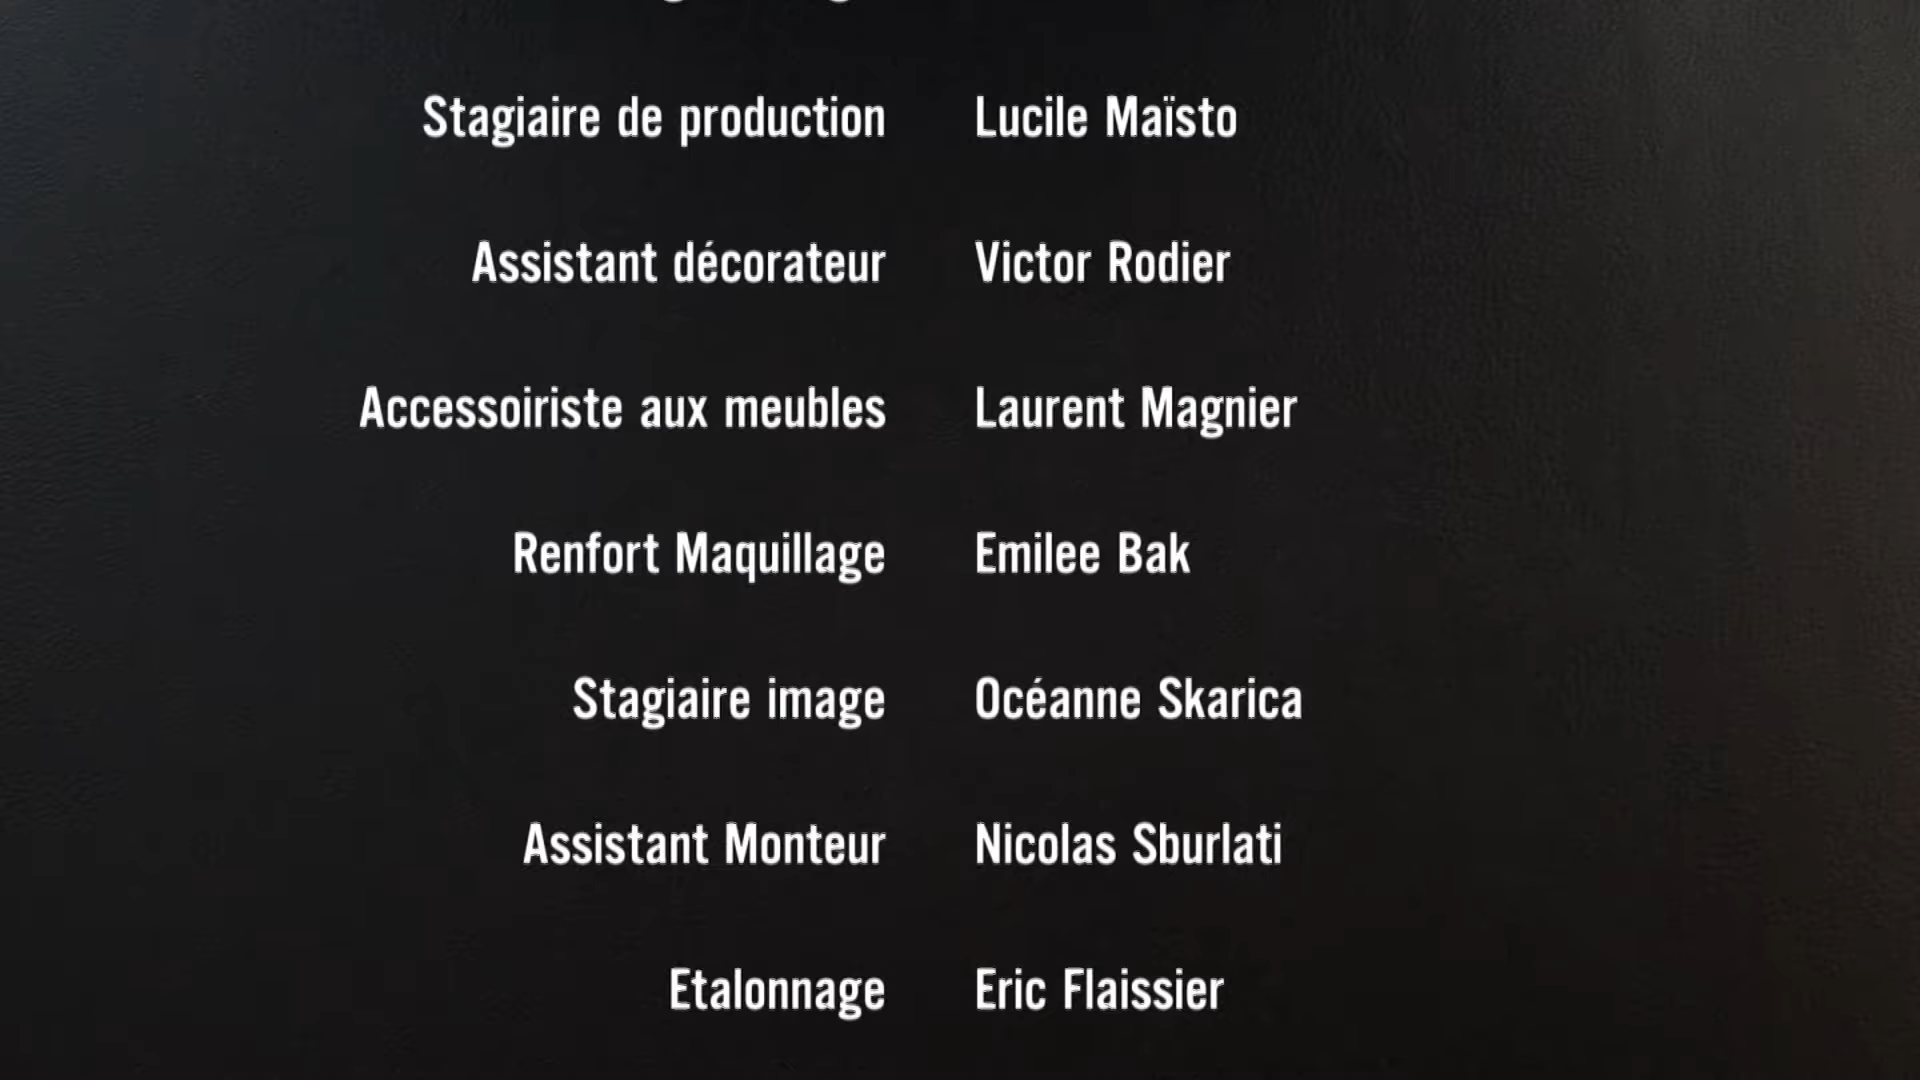 Stagiaire de production Lucile Maïsto
Assistant décorateur Victor Rodier
Accessoiriste aux meubles Laurent Magnier
Renfort Maquillage Emilee Bak
Stagiaire image Océanne Skarica
Assistant Monteur Nicolas Sburlati
Etalonnage Eric Flaissier